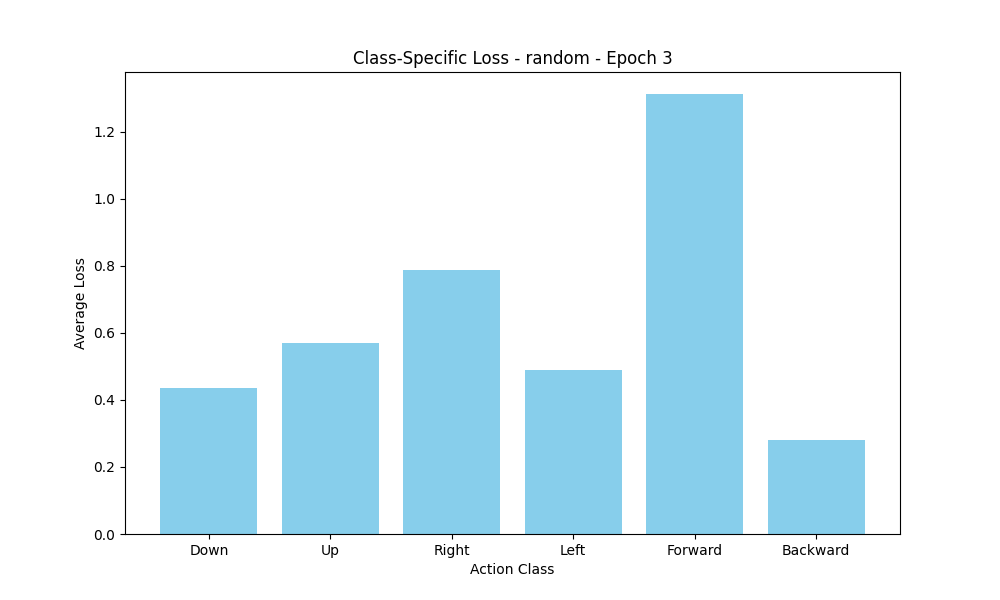 Class-Specific Loss - random - Epoch 3
Average Loss
1.2
1.0
0.8
0.6
0.4
0.2
0.0
Down Up Right Left Forward Backward
Action Class